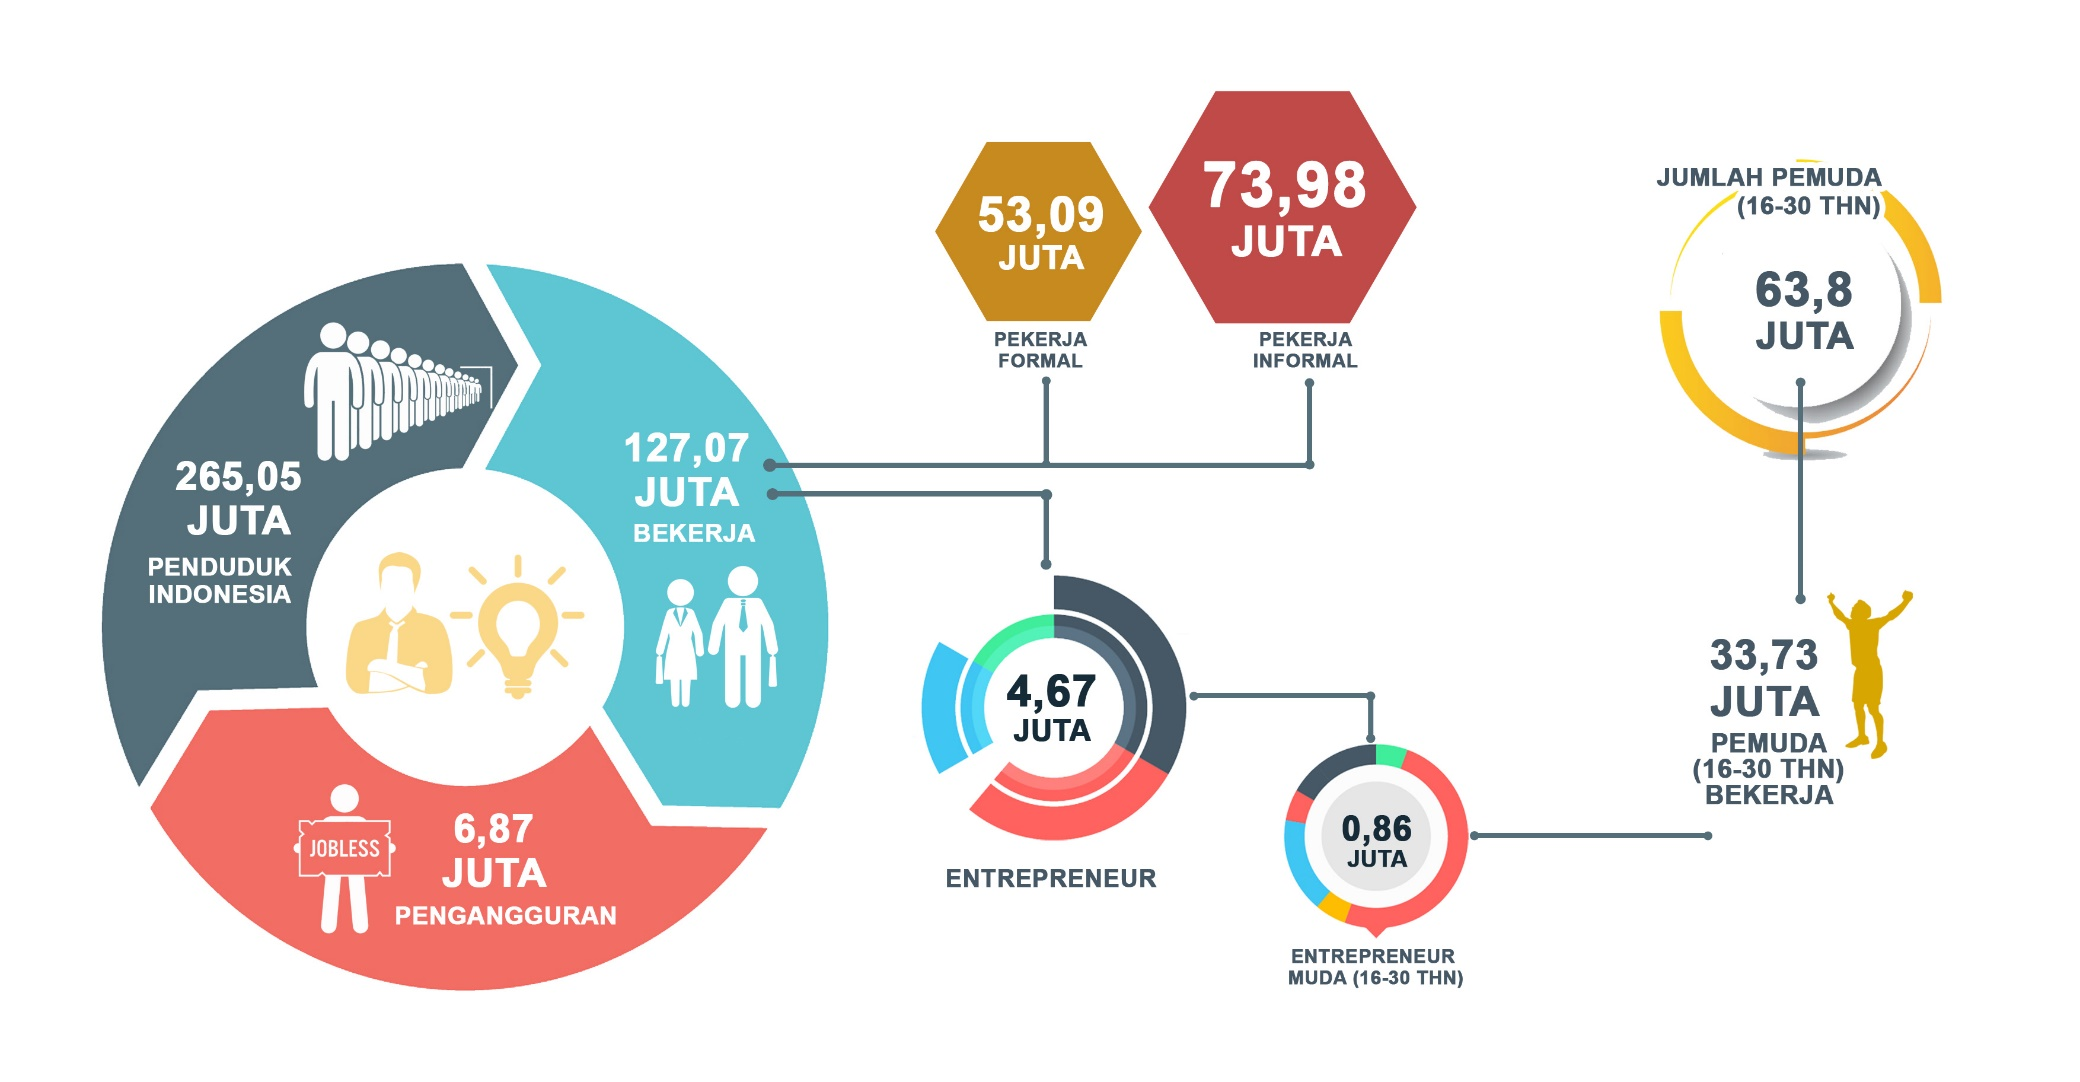 265,05
JUTA
PENDUDUK
INDONESIA
127,07
JUTA
BEKERJA
JOBLESS
6,87
JUTA
PENGANGGURAN
53,09
JUTA
PEKERJA
FORMAL
73,98
JUTA
PEKERJA
INFORMAL
4,67
JUTA
ENTREPRENEUR
0,86
JUTA
ENTREPRENEUR
MUDA (16-30 THN)
JUMLAH PEMUDA
(16-30 THN)
63,8
JUTA
33,73
JUTA
PEMUDA
(16-30 THN)
BEKERJA